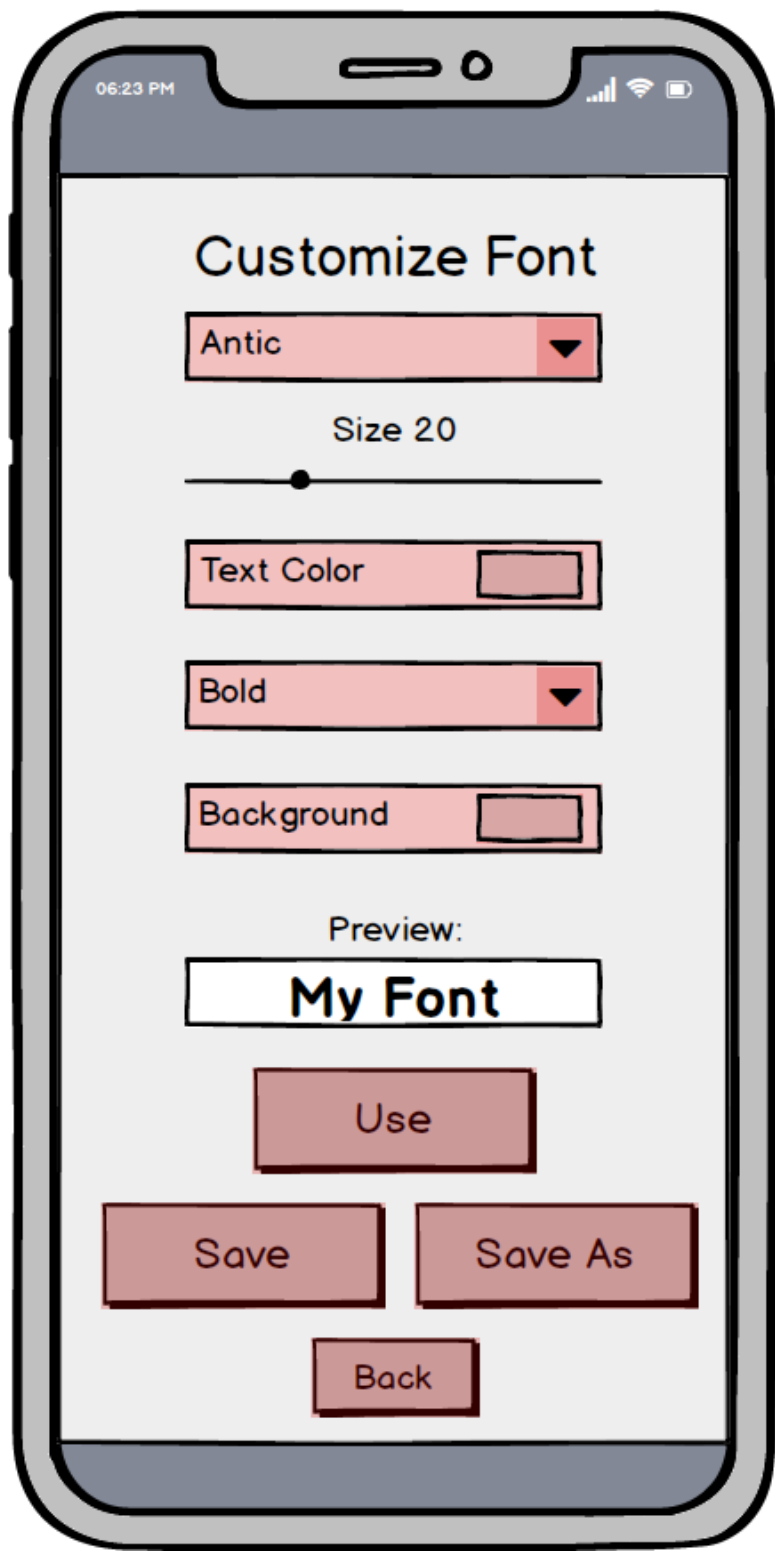 06:23 PM
Customize Font
Antic
Size 20
Text Color
Bold
Background
Preview:
My Font
Use
Save Save As
Back